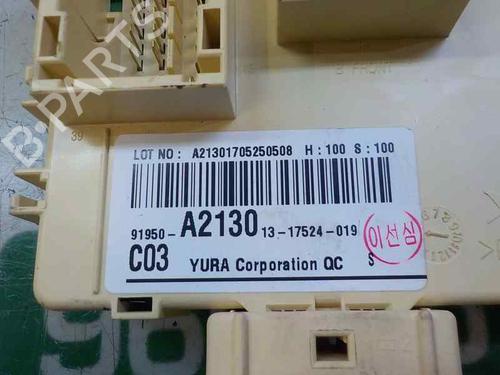 B-PARTS
B FRONT
39
LOT NO : A21301705250508 H : 100 S : 100
91950-A2130 13-17524-019
이선심
C03 YURA Corporation QC S